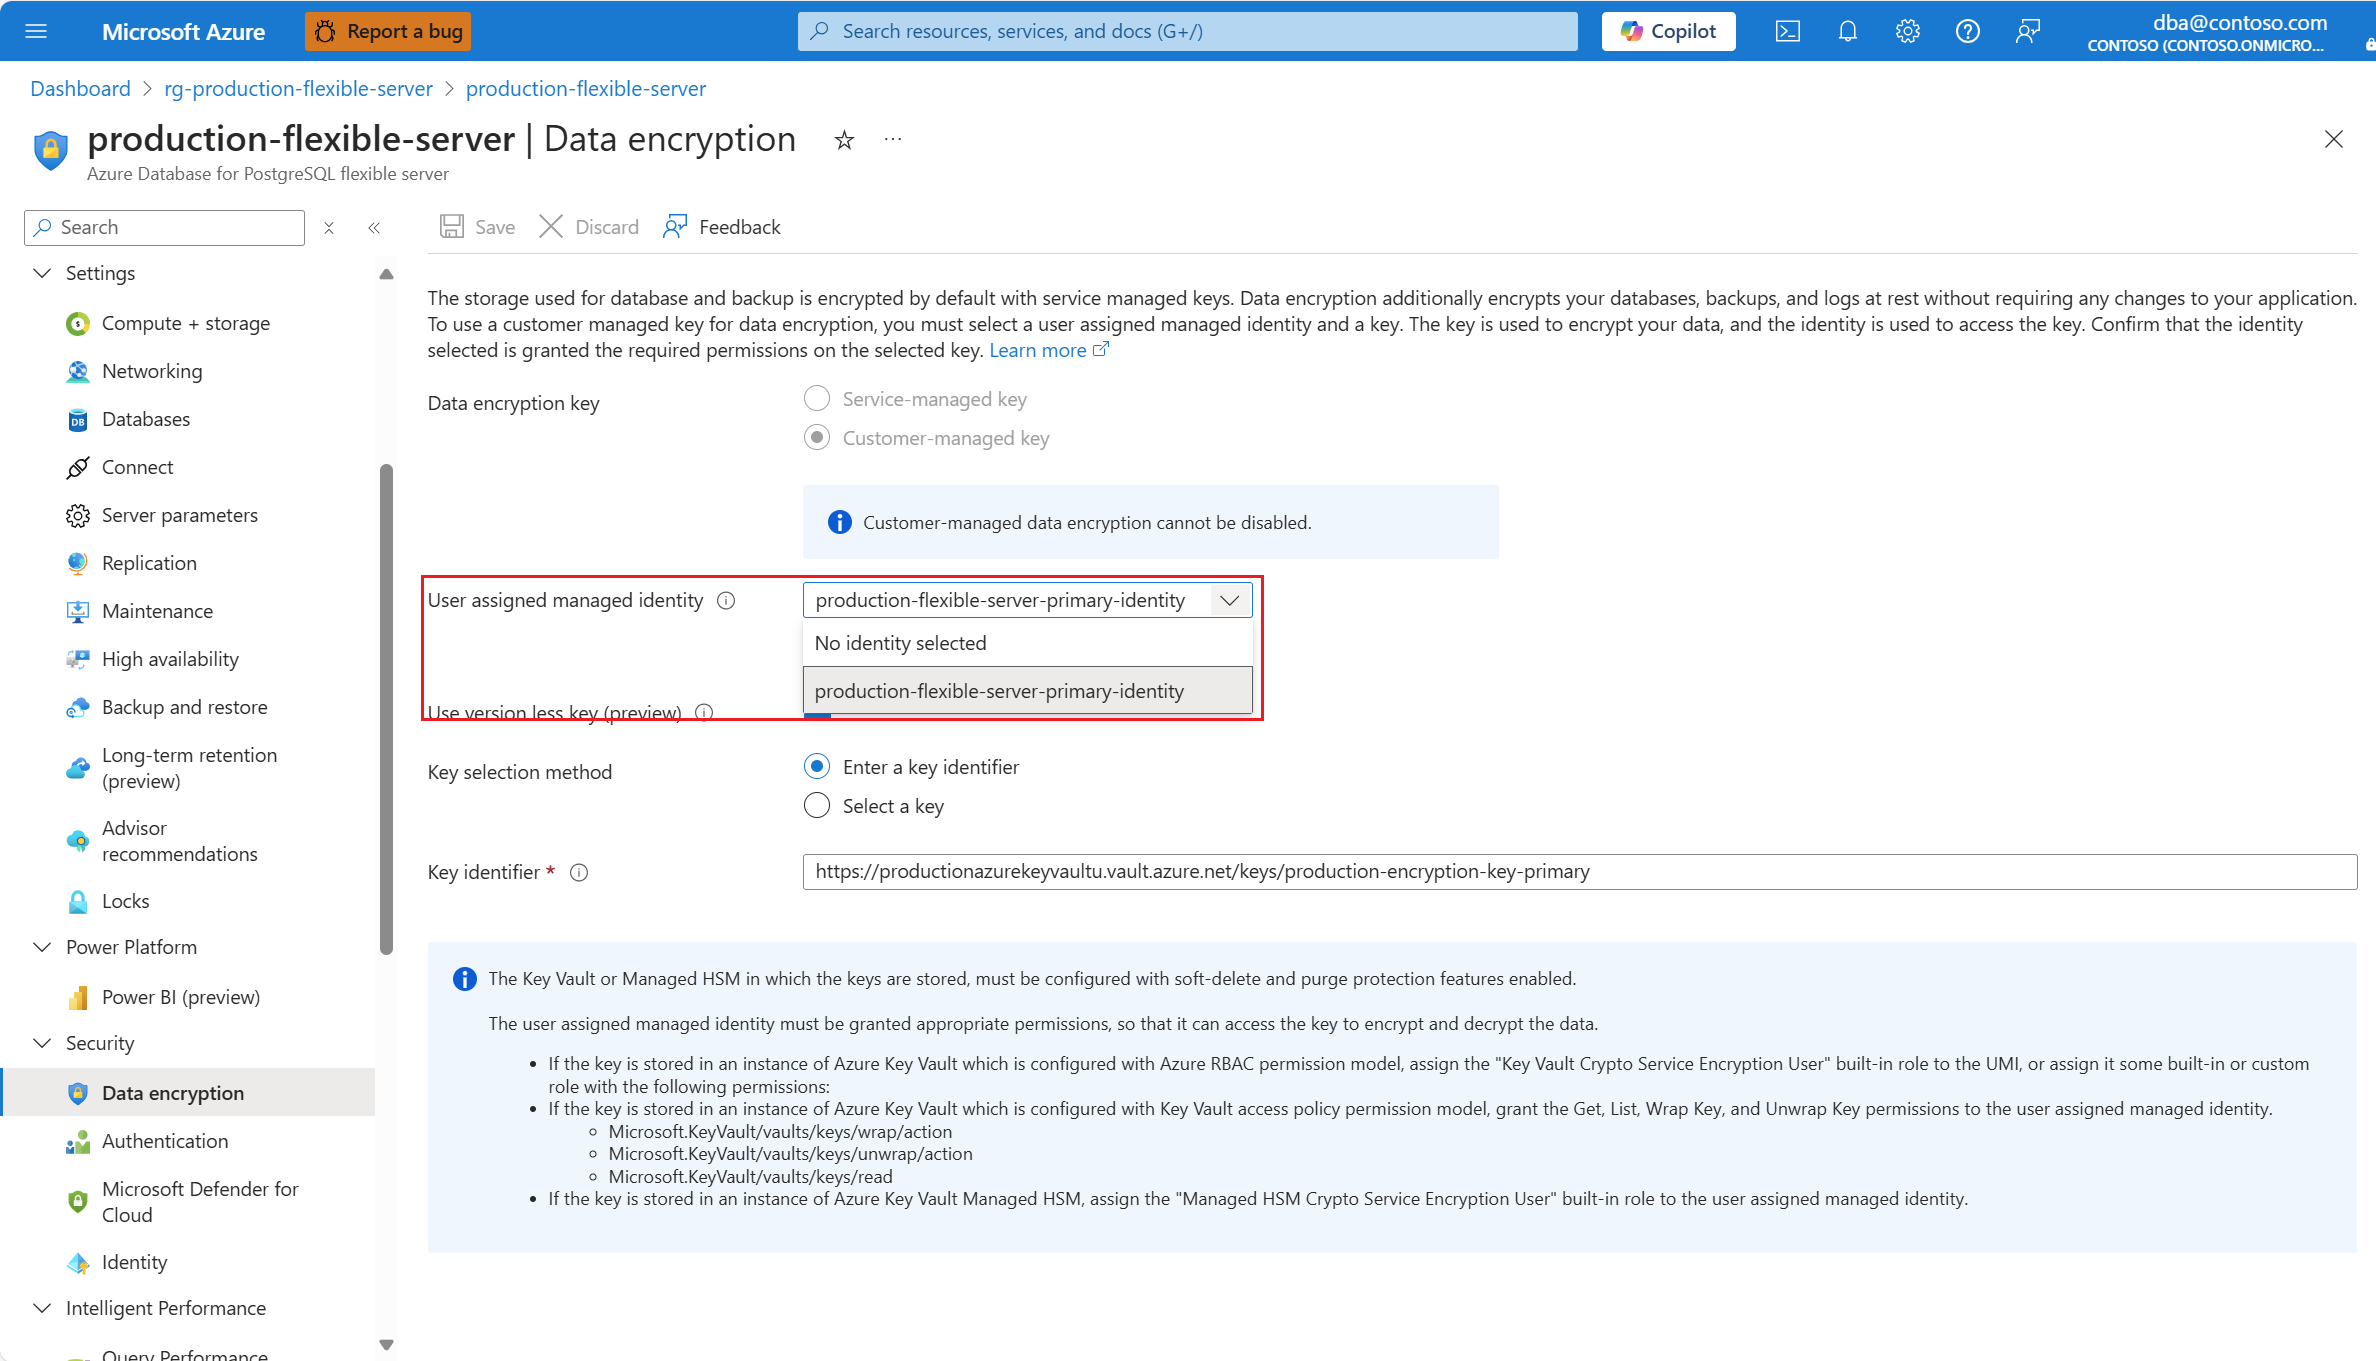 Microsoft Azure
Report a bug
Search resources, services, and docs (G+/)
Copilot
dba@contoso.com
CONTOSO (CONTOSO.ONMICRO...
Dashboard > rg-production-flexible-server > production-flexible-server
production-flexible-server | Data encryption
Azure Database for PostgreSQL flexible server
Search
Save
Discard
Feedback
Settings
Compute + storage
Networking
Databases
Connect
Server parameters
Replication
Maintenance
High availability
Backup and restore
Long-term retention
(preview)
Advisor
recommendations
Locks
Power Platform
Power BI (preview)
Security
Data encryption
Authentication
Microsoft Defender for
Cloud
Identity
Intelligent Performance
Query Performance
The storage used for database and backup is encrypted by default with service managed keys. Data encryption additionally encrypts your databases, backups, and logs at rest without requiring any changes to your application.
To use a customer managed key for data encryption, you must select a user assigned managed identity and a key. The key is used to encrypt your data, and the identity is used to access the key. Confirm that the identity
selected is granted the required permissions on the selected key. Learn more
Data encryption key
Service-managed key
Customer-managed key
Customer-managed data encryption cannot be disabled.
User assigned managed identity
production-flexible-server-primary-identity
No identity selected
production-flexible-server-primary-identity
Use version less key (preview)
Key selection method
Enter a key identifier
Select a key
Key identifier *
https://productionazurekeyvaultu.vault.azure.net/keys/production-encryption-key-primary
The Key Vault or Managed HSM in which the keys are stored, must be configured with soft-delete and purge protection features enabled.
The user assigned managed identity must be granted appropriate permissions, so that it can access the key to encrypt and decrypt the data.
• If the key is stored in an instance of Azure Key Vault which is configured with Azure RBAC permission model, assign the "Key Vault Crypto Service Encryption User" built-in role to the UMI, or assign it some built-in or custom
role with the following permissions:
• If the key is stored in an instance of Azure Key Vault which is configured with Key Vault access policy permission model, grant the Get, List, Wrap Key, and Unwrap Key permissions to the user assigned managed identity.
◦ Microsoft.KeyVault/vaults/keys/wrap/action
◦ Microsoft.KeyVault/vaults/keys/unwrap/action
◦ Microsoft.KeyVault/vaults/keys/read
• If the key is stored in an instance of Azure Key Vault Managed HSM, assign the "Managed HSM Crypto Service Encryption User" built-in role to the user assigned managed identity.